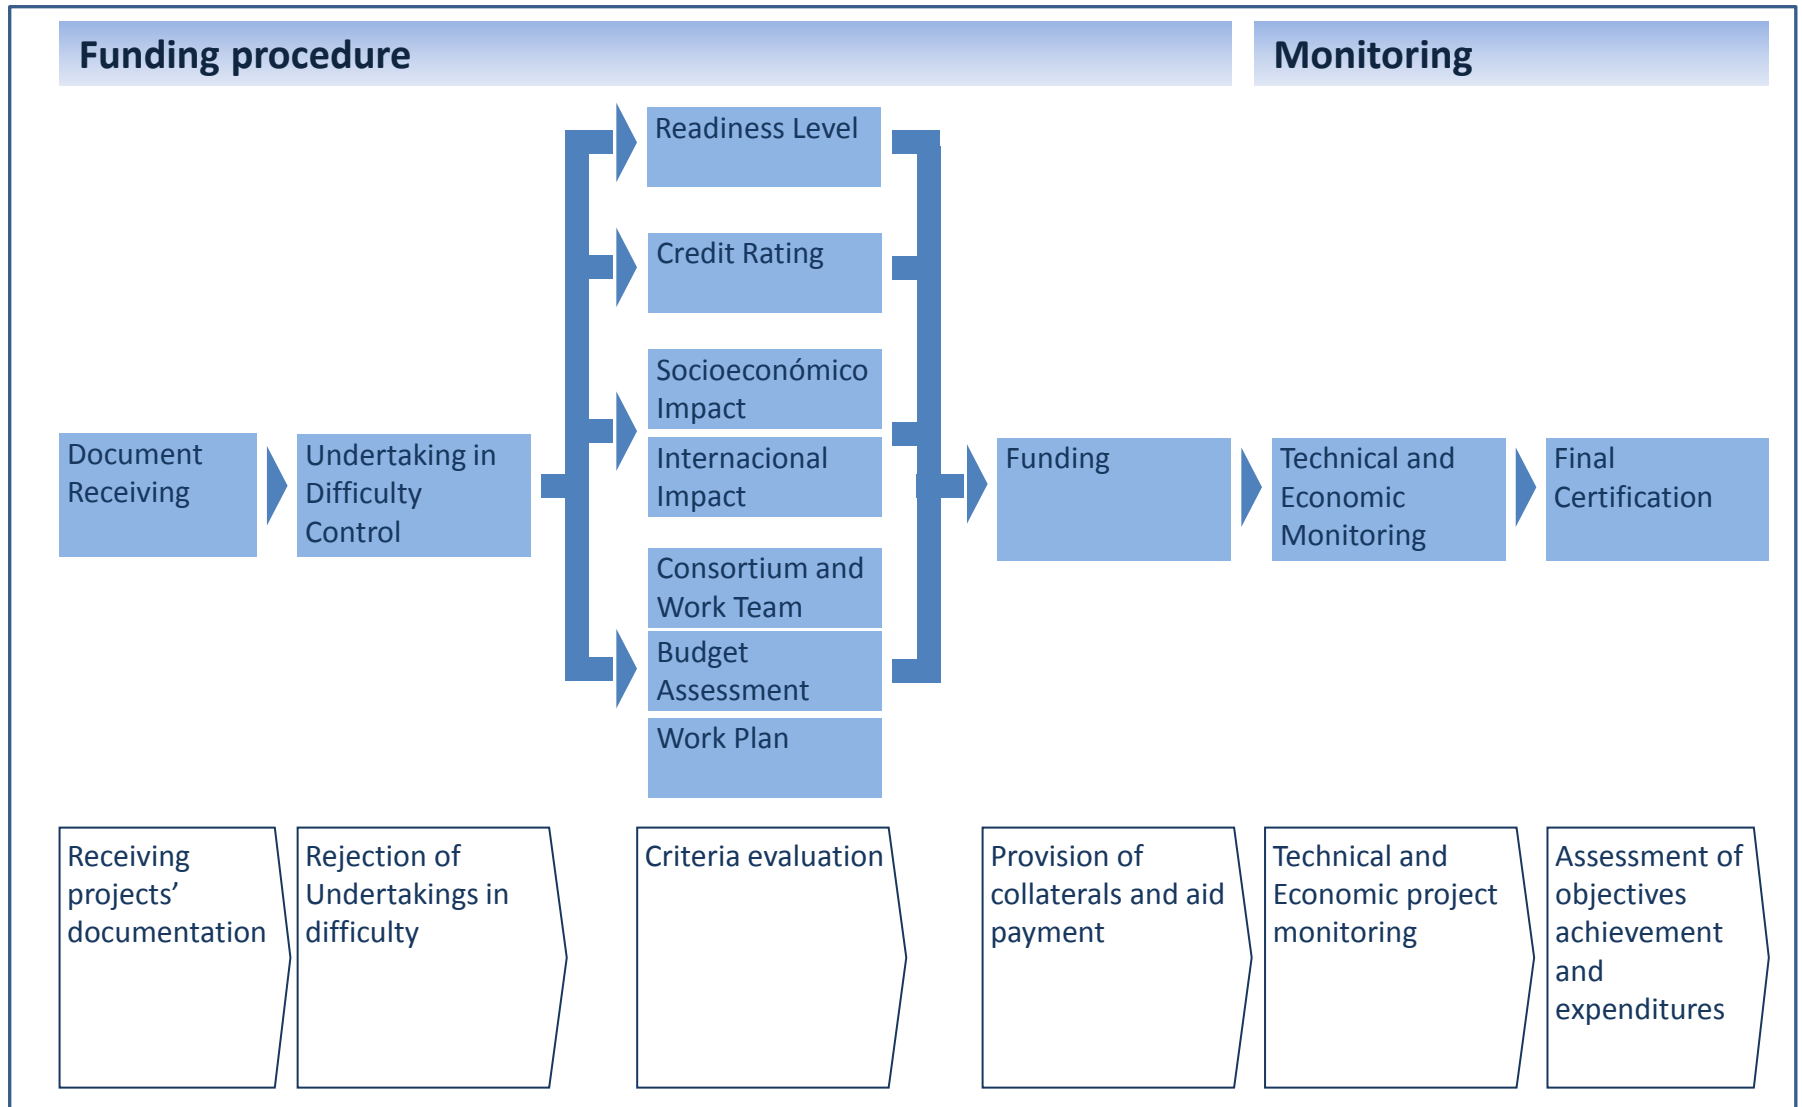 Funding procedure
Monitoring
Readiness Level
Credit Rating
Socioeconómico
Impact
Internacional
Impact
Consortium and
Work Team
Budget
Assessment
Work Plan
Document
Receiving
Undertaking in
Difficulty
Control
Funding
Technical and
Economic
Monitoring
Final
Certification
Receiving
projects’
documentation
Rejection of
Undertakings in
difficulty
Criteria evaluation
Provision of
collaterals and aid
payment
Technical and
Economic project
monitoring
Assessment of
objectives
achievement
and
expenditures